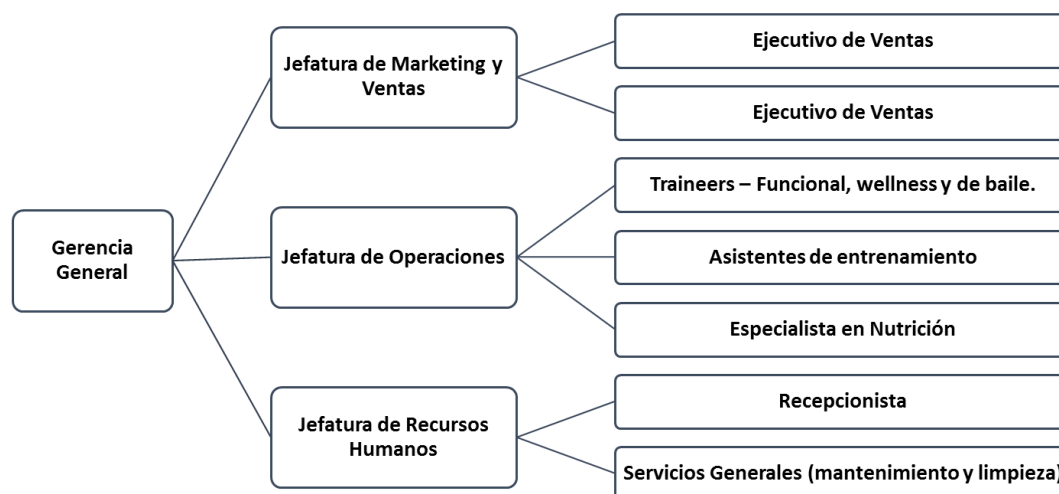 Gerencia
General
Jefatura de Marketing y
Ventas
Ejecutivo de Ventas
Ejecutivo de Ventas
Jefatura de Operaciones
Traineers – Funcional, wellness y de baile.
Asistentes de entrenamiento
Especialista en Nutrición
Jefatura de Recursos
Humanos
Recepcionista
Servicios Generales (mantenimiento y limpieza)